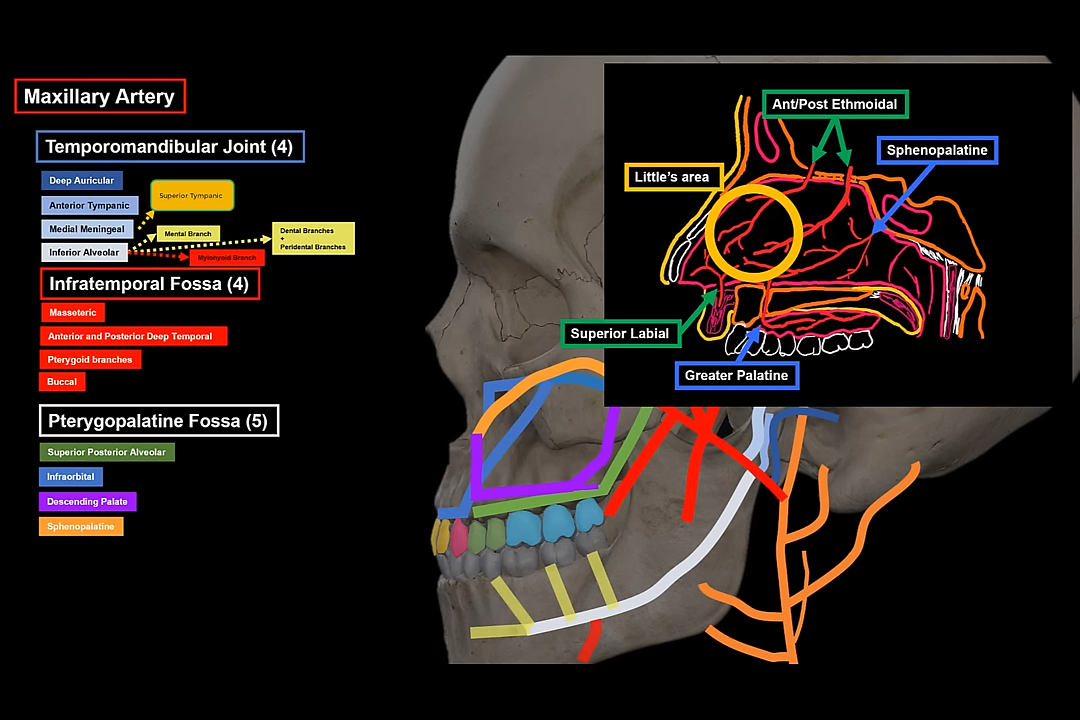 Maxillary Artery
Temporomandibular Joint (4)
Deep Auricular
Anterior Tympanic
Medial Meningeal
Inferior Alveolar
Superior Tympanic
Mental Branch
Mylohyoid Branch
Dental Branches
+
Peridental Branches
Infratemporal Fossa (4)
Masseteric
Anterior and Posterior Deep Temporal
Pterygoid branches
Buccal
Pterygopalatine Fossa (5)
Superior Posterior Alveolar
Infraorbital
Descending Palate
Sphenopalatine
Ant/Post Ethmoidal
Sphenopalatine
Little's area
Superior Labial
Greater Palatine